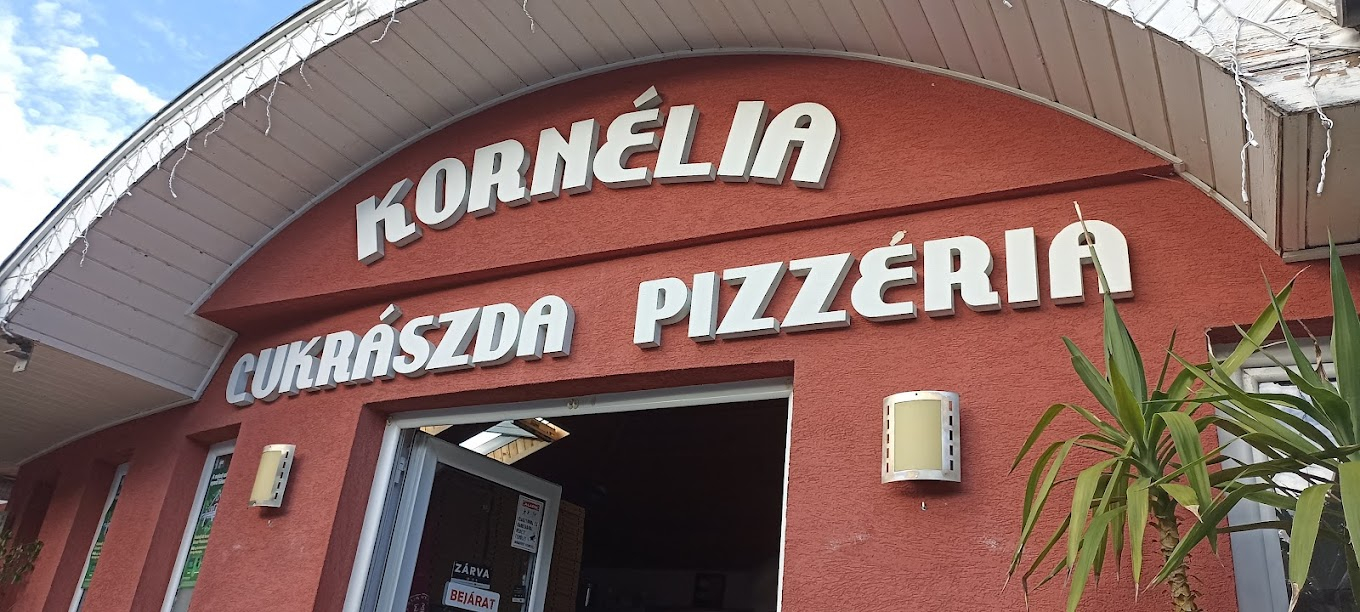 KORNÉLIA
CUKRÁSZDA PIZZÉRIA
ZÁRVA
BEJÁRAT